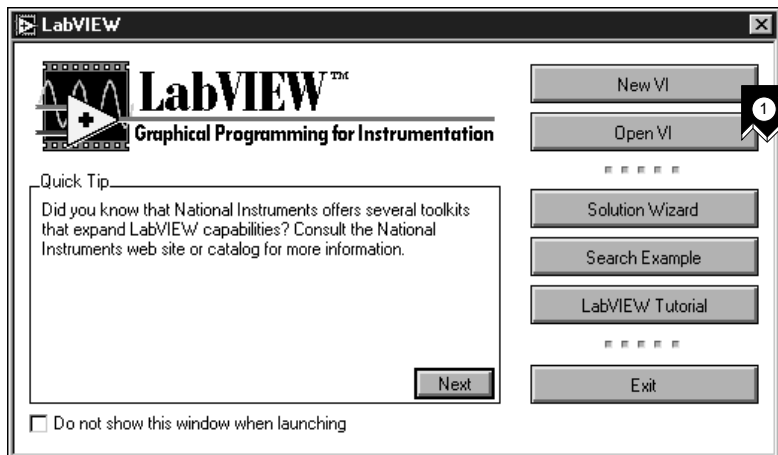 LabVIEW
LabVIEW™
Graphical Programming for Instrumentation
Quick Tip
Did you know that National Instruments offers several toolkits
that expand LabVIEW capabilities? Consult the National
Instruments web site or catalog for more information.
Next
Do not show this window when launching
New VI
1
Open VI
Solution Wizard
Search Example
LabVIEW Tutorial
Exit